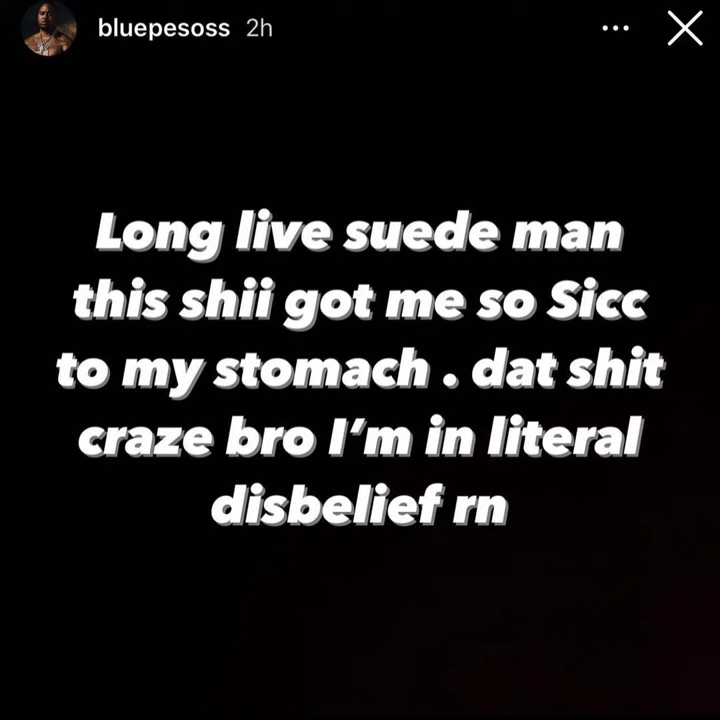 bluepesoss 2h
Long live suede man
this shii got me so Sicc
to my stomach . dat shit
craze bro I’m in literal
disbelief rn